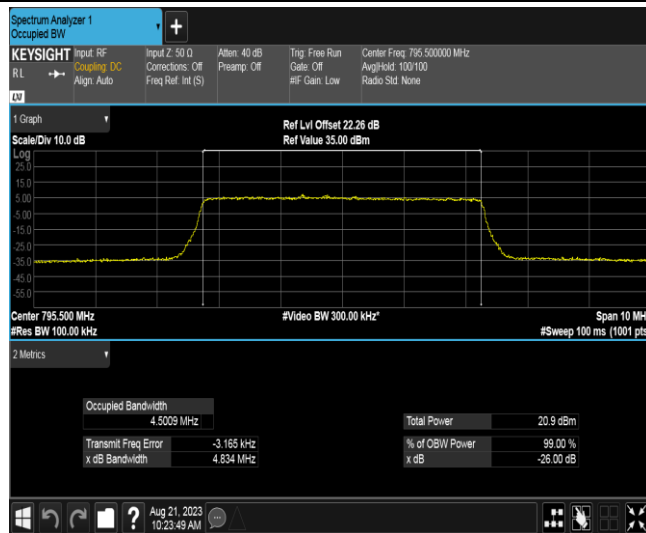 Spectrum Analyzer 1
Occupied BW
+
KEYSIGHT
Input: RF
Input Z: 50 Ω
Atten: 40 dB
Trig: Free Run
Center Freq: 795.500000 MHz
RL
Coupling: DC
Corrections: Off
Preamp: Off
Gate: Off
Avg|Hold: 100/100
Align: Auto
Freq Ref: Int (S)
#IF Gain: Low
Radio Std: None
LXI
1 Graph
Ref Lvl Offset 22.26 dB
Scale/Div 10.0 dB
Ref Value 35.00 dBm
Log
25.0
15.0
5.00
-5.00
-15.0
-25.0
-35.0
-45.0
-55.0
Center 795.500 MHz
#Video BW 300.00 kHz*
Span 10 MH
#Res BW 100.00 kHz
#Sweep 100 ms (1001 pts
2 Metrics
Occupied Bandwidth
4.5009 MHz
Total Power
20.9 dBm
Transmit Freq Error
-3.165 kHz
% of OBW Power
99.00 %
x dB Bandwidth
4.834 MHz
x dB
-26.00 dB
?
Aug 21, 2023
10:23:49 AM